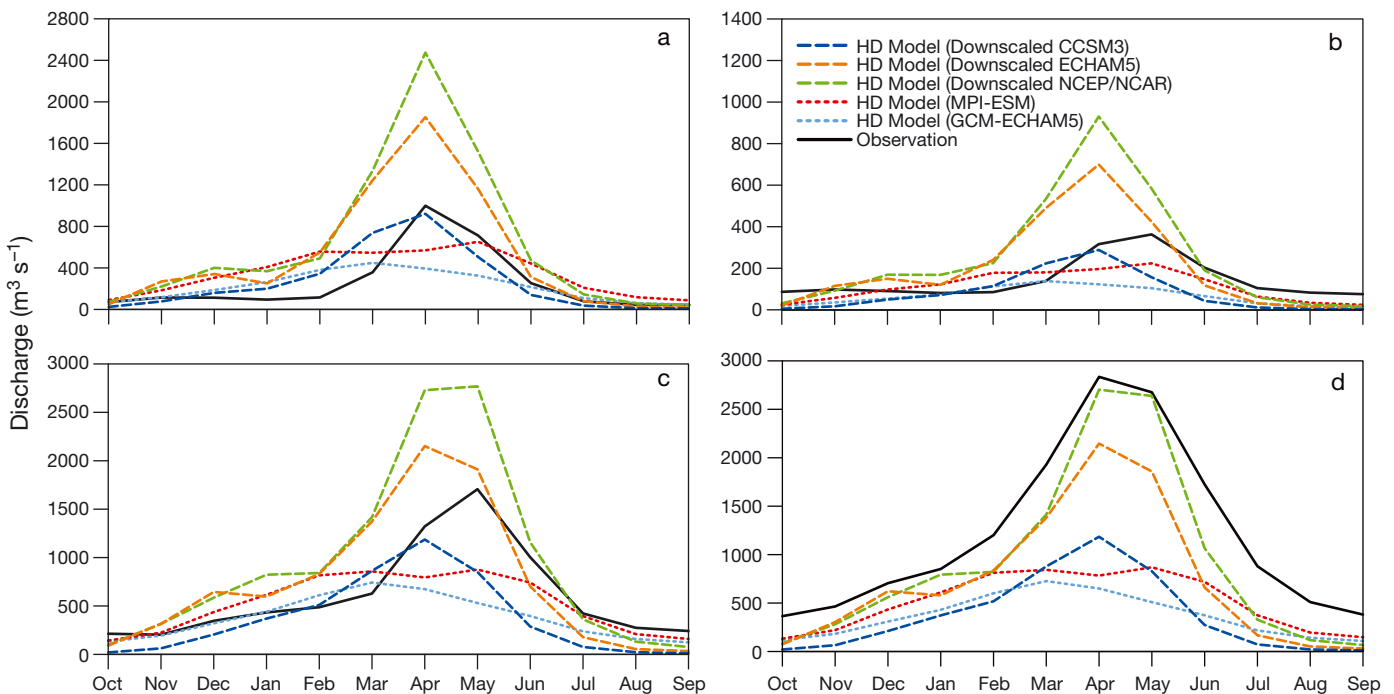 Discharge (m³ s⁻¹)
2800
2400
2000
1600
1200
800
400
0
a
1400
1200
1000
800
600
400
200
0
b
HD Model (Downscaled CCSM3)
HD Model (Downscaled ECHAM5)
HD Model (Downscaled NCEP/NCAR)
HD Model (MPI-ESM)
HD Model (GCM-ECHAM5)
Observation
3000
2500
2000
1500
1000
500
0
c
Oct Nov Dec Jan Feb Mar Apr May Jun Jul Aug Sep
3000
2500
2000
1500
1000
500
0
d
Oct Nov Dec Jan Feb Mar Apr May Jun Jul Aug Sep